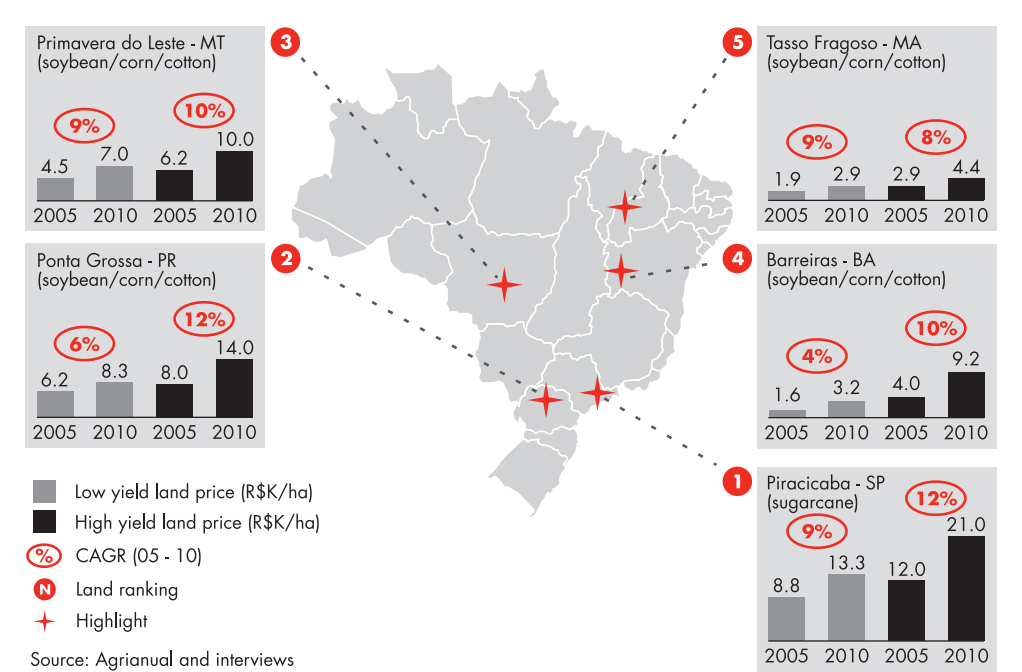 3
Primavera do Leste - MT
(soybean/corn/cotton)
9%
10%
4.5 7.0 6.2 10.0
2005 2010 2005 2010
5
Tasso Fragoso - MA
(soybean/corn/cotton)
9%
8%
1.9 2.9 2.9 4.4
2005 2010 2005 2010
2
Ponta Grossa - PR
(soybean/corn/cotton)
6%
12%
6.2 8.3 8.0 14.0
2005 2010 2005 2010
4
Barreiras - BA
(soybean/corn/cotton)
4%
10%
1.6 3.2 4.0 9.2
2005 2010 2005 2010
1
Piracicaba - SP
(sugarcane)
9%
12%
8.8 13.3 12.0 21.0
2005 2010 2005 2010
Low yield land price (R$K/ha)
High yield land price (R$K/ha)
% CAGR (05 - 10)
N Land ranking
Highlight
Source: Agrianual and interviews